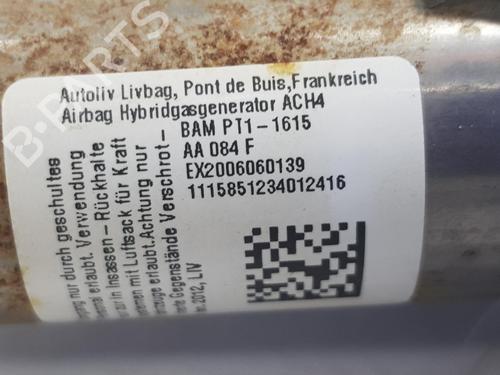 Autoliv Livbag, Pont de Buis,Frankreich
Airbag Hybridgasgenerator ACH4
BAM PT1-1615
AA 084 F
EX2006060139
1115851234012416
nur durch geschultes
erlaubt. Verwendung
nur in Insassen-Rückhalte
mit Luftsack für Kraft
erlaubt.Achtung nur
Gegenstände Verschrot-
2012, LIV
B-PARTS